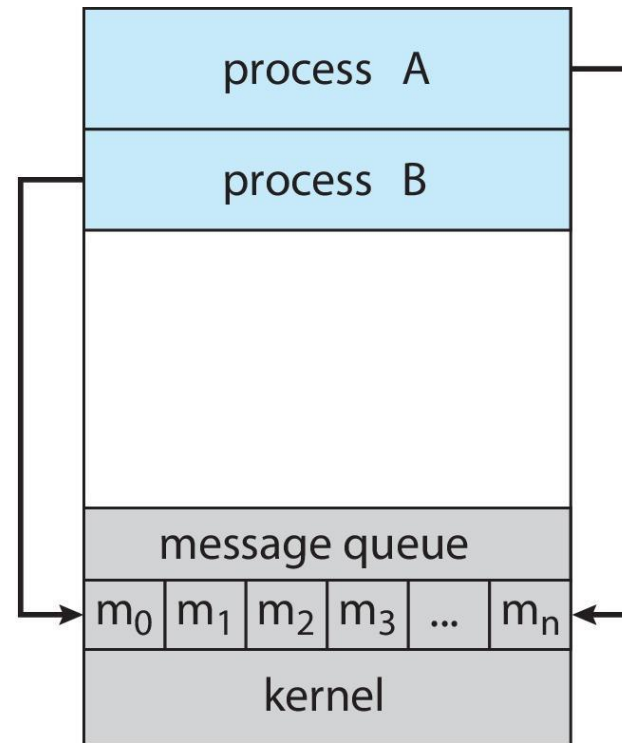 process A
process B
message queue
m₀ m₁ m₂ m₃ ... mₙ
kernel